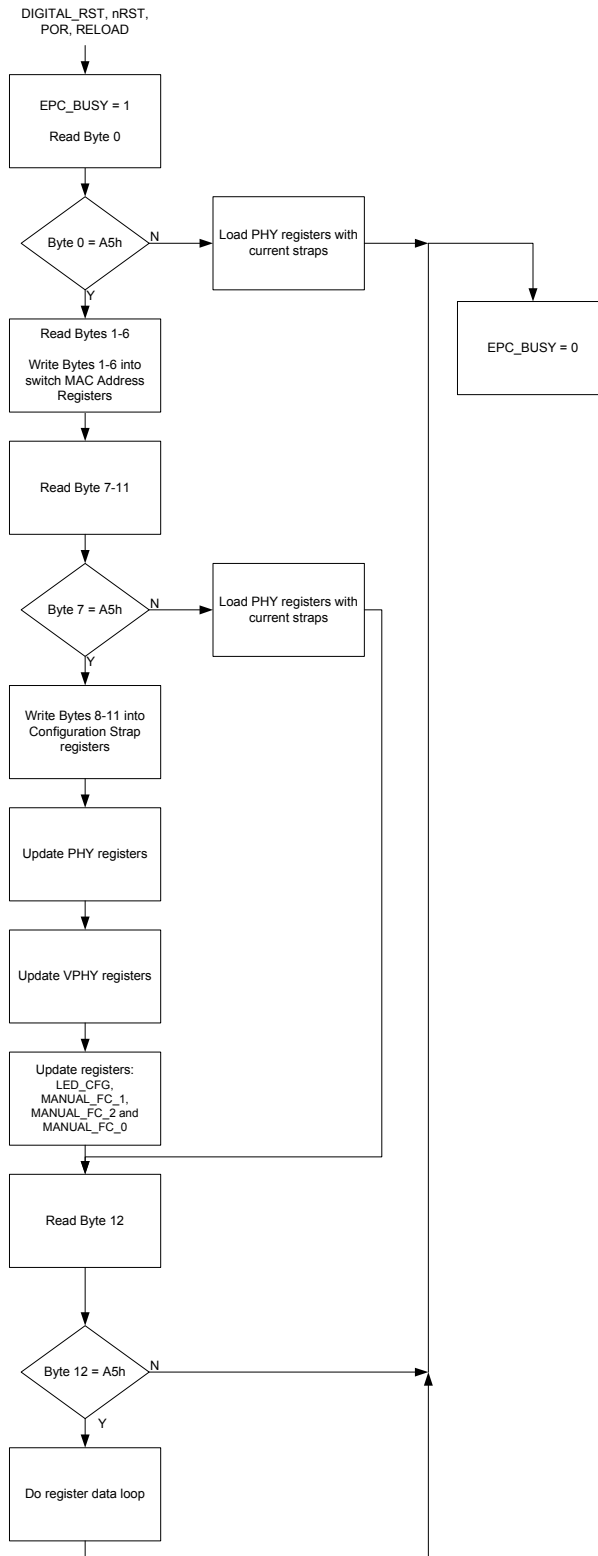 DIGITAL_RST, nRST,
POR, RELOAD
EPC_BUSY = 1
Read Byte 0
Byte 0 = A5h
N
Load PHY registers with
current straps
Y
EPC_BUSY = 0
Read Bytes 1-6
Write Bytes 1-6 into
switch MAC Address
Registers
Read Byte 7-11
Byte 7 = A5h
N
Load PHY registers with
current straps
Y
Write Bytes 8-11 into
Configuration Strap
registers
Update PHY registers
Update VPHY registers
Update registers:
LED_CFG,
MANUAL_FC_1,
MANUAL_FC_2 and
MANUAL_FC_0
Read Byte 12
Byte 12 = A5h
N
Y
Do register data loop